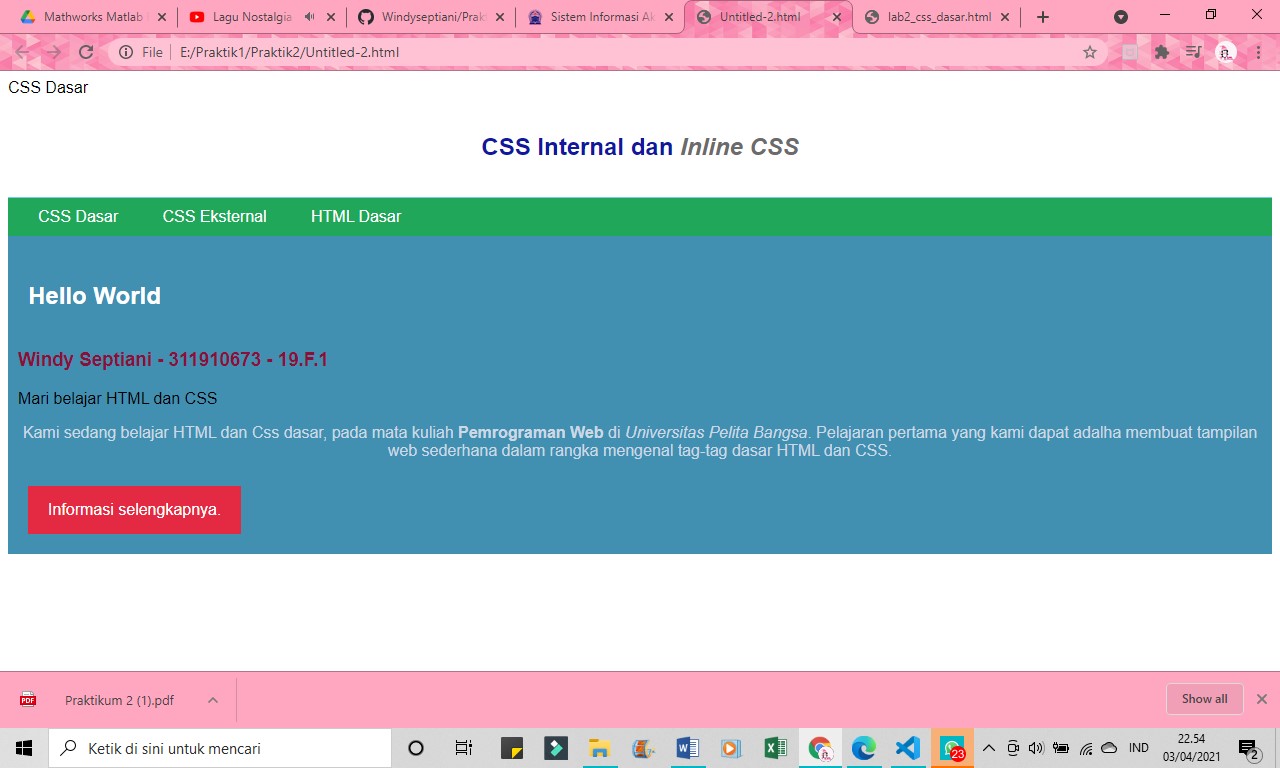 Mathworks Matlab
Lagu Nostalgia
Windyseptiani/Prakt
Sistem Informasi Ak
Untitled-2.html
lab2_css_dasar.html
File
E:/Praktik1/Praktik2/Untitled-2.html
CSS Dasar
CSS Internal dan Inline CSS
CSS Dasar CSS Eksternal HTML Dasar
Hello World
Windy Septiani - 311910673 - 19.F.1
Mari belajar HTML dan CSS
Kami sedang belajar HTML dan Css dasar, pada mata kuliah Pemrograman Web di Universitas Pelita Bangsa. Pelajaran pertama yang kami dapat adalha membuat tampilan
web sederhana dalam rangka mengenal tag-tag dasar HTML dan CSS.
Informasi selengkapnya.
PDF
Praktikum 2 (1).pdf
Show all
Ketik di sini untuk mencari
23
IND
22.54
03/04/2021
2